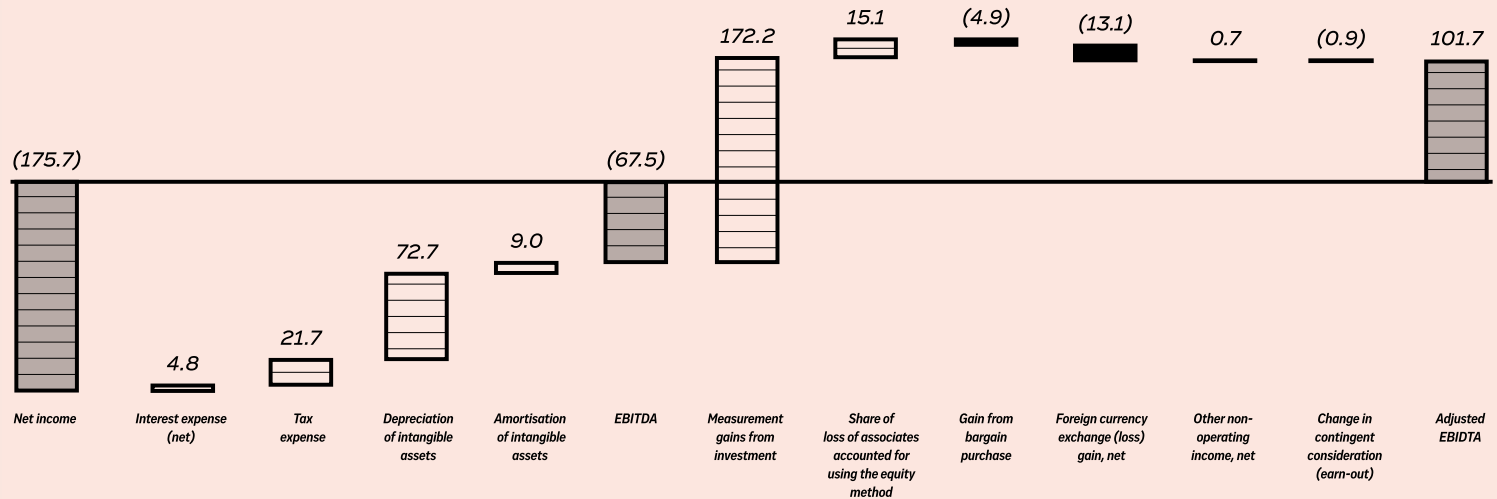 (175.7)
4.8
21.7
72.7
9.0
(67.5)
172.2
15.1
(4.9)
(13.1)
0.7
(0.9)
101.7
Net income
Interest expense
(net)
Tax
expense
Depreciation
of intangible
assets
Amortisation
of intangible
assets
EBITDA
Measurement
gains from
investment
Share of
loss of associates
accounted for
using the equity
method
Gain from
bargain
purchase
Foreign currency
exchange (loss)
gain, net
Other non-
operating
income, net
Change in
contingent
consideration
(earn-out)
Adjusted
EBIDTA